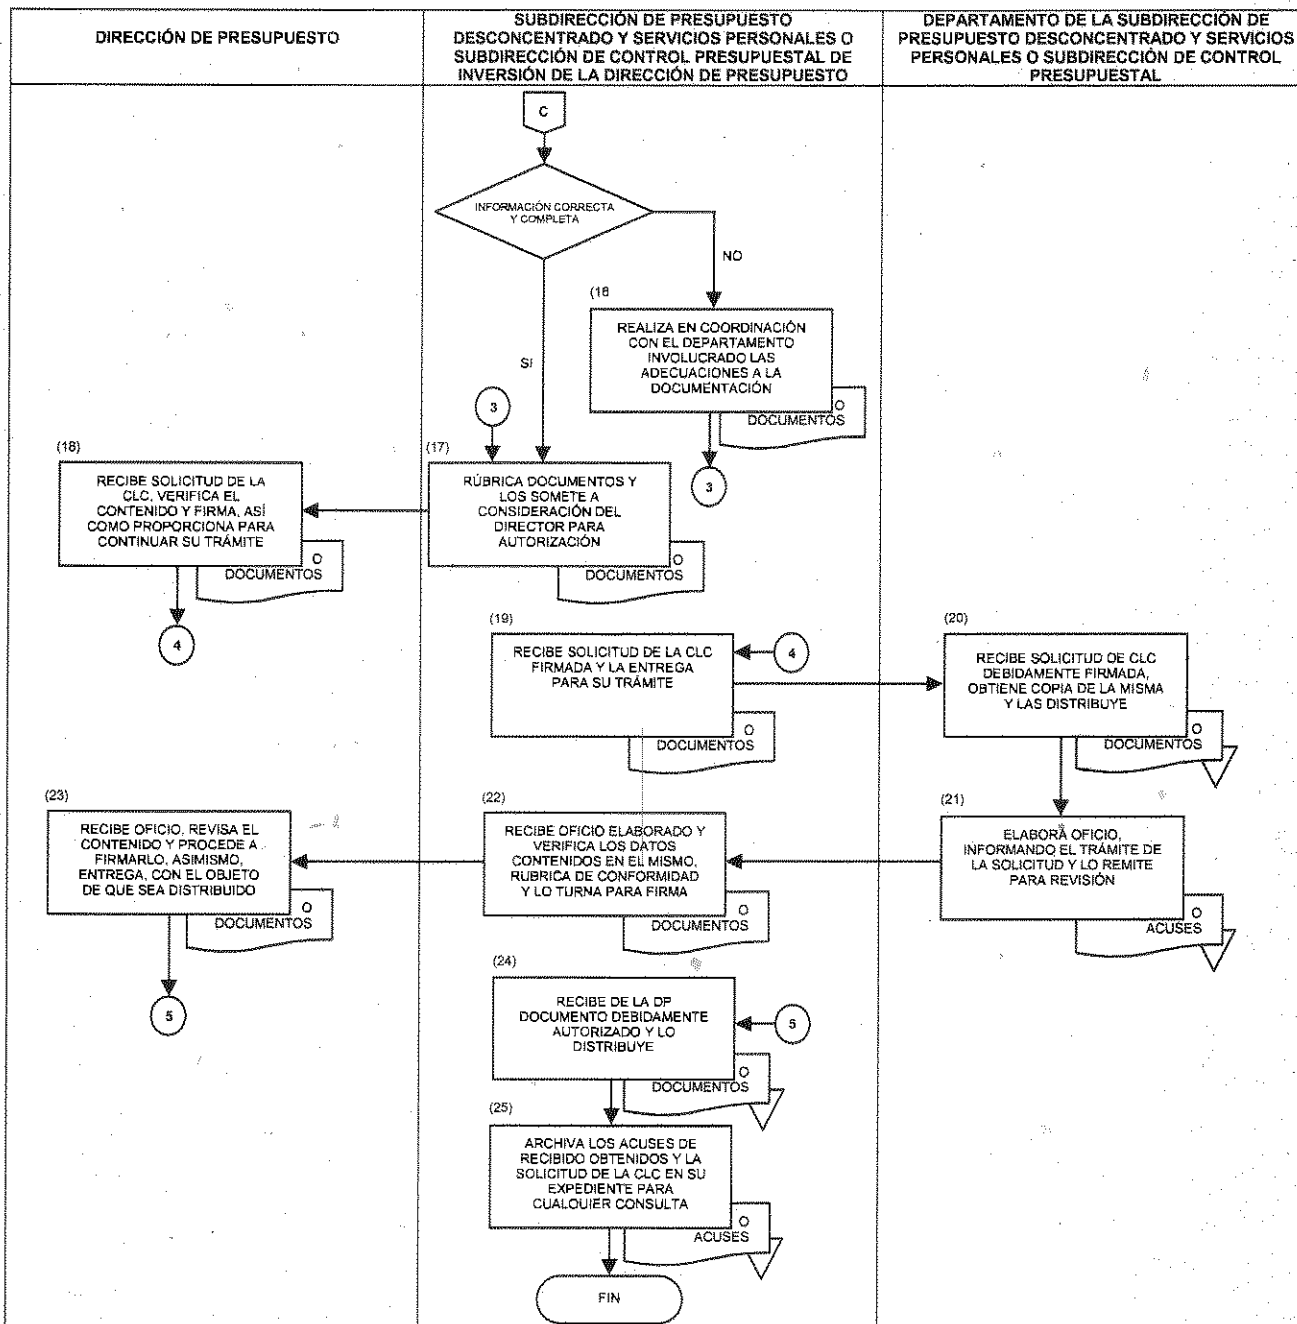 DIRECCIÓN DE PRESUPUESTO
SUBDIRECCIÓN DE PRESUPUESTO
DESCONCENTRADO Y SERVICIOS PERSONALES O
SUBDIRECCIÓN DE CONTROL PRESUPUESTAL DE
INVERSIÓN DE LA DIRECCIÓN DE PRESUPUESTO
DEPARTAMENTO DE LA SUBDIRECCIÓN DE
PRESUPUESTO DESCONCENTRADO Y SERVICIOS
PERSONALES O SUBDIRECCIÓN DE CONTROL
PRESUPUESTAL
C
INFORMACIÓN CORRECTA
Y COMPLETA
NO
SI
(16
REALIZA EN COORDINACIÓN
CON EL DEPARTAMENTO
INVOLUCRADO LAS
ADECUACIONES A LA
DOCUMENTACIÓN
O
DOCUMENTOS
3
3
(17)
RÚBRICA DOCUMENTOS Y
LOS SOMETE A
CONSIDERACIÓN DEL
DIRECTOR PARA
AUTORIZACIÓN
O
DOCUMENTOS
(18)
RECIBE SOLICITUD DE LA
CLC, VERIFICA EL
CONTENIDO Y FIRMA, ASÍ
COMO PROPORCIONA PARA
CONTINUAR SU TRÁMITE
O
DOCUMENTOS
4
(19)
RECIBE SOLICITUD DE LA CLC
FIRMADA Y LA ENTREGA
PARA SU TRÁMITE
4
O
DOCUMENTOS
(20)
RECIBE SOLICITUD DE CLC
DEBIDAMENTE FIRMADA,
OBTIENE COPIA DE LA MISMA
Y LAS DISTRIBUYE
O
DOCUMENTOS
(21)
ELABORA OFICIO,
INFORMANDO EL TRÁMITE DE
LA SOLICITUD Y LO REMITE
PARA REVISIÓN
O
ACUSES
(22)
RECIBE OFICIO ELABORADO Y
VERIFICA LOS DATOS
CONTENIDOS EN EL MISMO,
RUBRICA DE CONFORMIDAD
Y LO TURNA PARA FIRMA
O
DOCUMENTOS
(23)
RECIBE OFICIO, REVISA EL
CONTENIDO Y PROCEDE A
FIRMARLO, ASIMISMO,
ENTREGA, CON EL OBJETO
DE QUE SEA DISTRIBUIDO
O
DOCUMENTOS
5
(24)
RECIBE DE LA DP
DOCUMENTO DEBIDAMENTE
AUTORIZADO Y LO
DISTRIBUYE
5
O
DOCUMENTOS
(25)
ARCHIVA LOS ACUSES DE
RECIBIDO OBTENIDOS Y LA
SOLICITUD DE LA CLC EN SU
EXPEDIENTE PARA
CUALQUIER CONSULTA
O
ACUSES
FIN